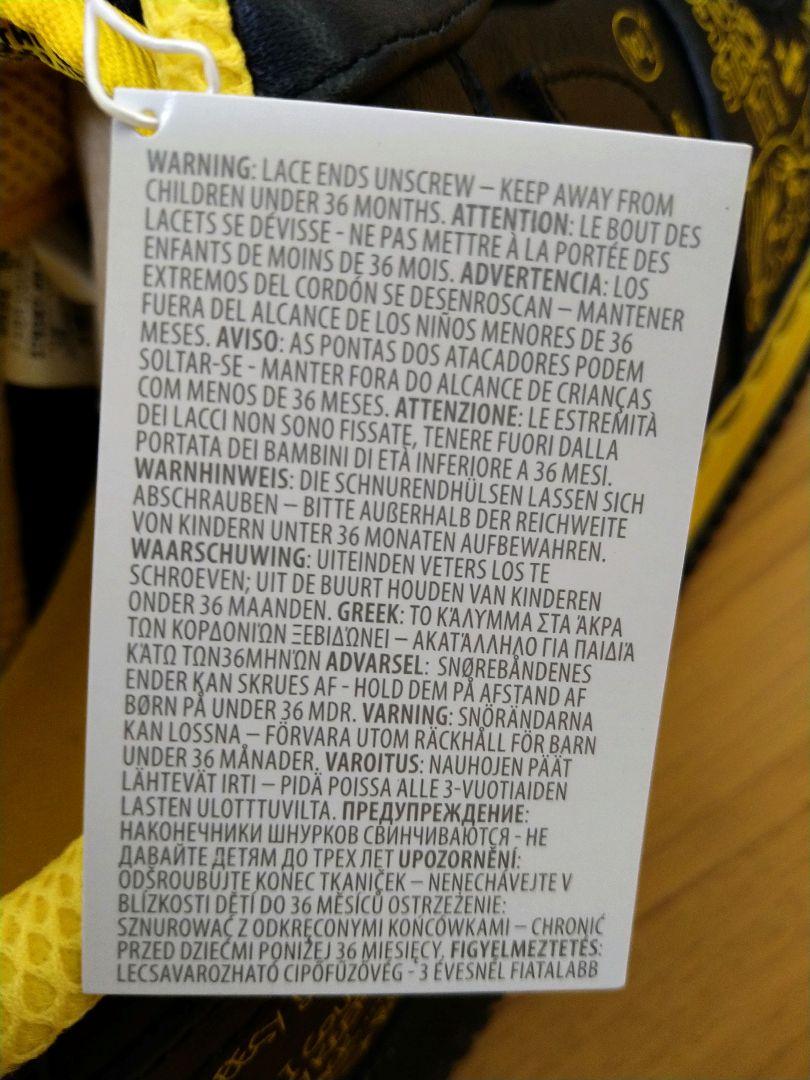 WARNING: LACE ENDS UNSCREW – KEEP AWAY FROM
CHILDREN UNDER 36 MONTHS. ATTENTION: LE BOUT DES
LACETS SE DÉVISSE - NE PAS METTRE À LA PORTÉE DES
ENFANTS DE MOINS DE 36 MOIS. ADVERTENCIA: LOS
EXTREMOS DEL CORDÓN SE DESENROSCAN – MANTENER
FUERA DEL ALCANCE DE LOS NIÑOS MENORES DE 36
MESES. AVISO: AS PONTAS DOS ATACADORES PODEM
SOLTAR-SE - MANTER FORA DO ALCANCE DE CRIANÇAS
COM MENOS DE 36 MESES. ATTENZIONE: LE ESTREMITÀ
DEI LACCI NON SONO FISSATE, TENERE FUORI DALLA
PORTATA DEI BAMBINI DI ETÀ INFERIORE A 36 MESI.
WARNHINWEIS: DIE SCHNURENDHÜLSEN LASSEN SICH
ABSCHRAUBEN – BITTE AUßERHALB DER REICHWEITE
VON KINDERN UNTER 36 MONATEN AUFBEWAHREN.
WAARSCHUWING: UITEINDEN VETERS LOS TE
SCHROEVEN; UIT DE BUURT HOUDEN VAN KINDEREN
ONDER 36 MAANDEN. GREEK: ΤΟ ΚΆΛΥΜΜΑ ΣΤΑ ΆΚΡΑ
ΤΩΝ ΚΟΡΔΟΝΙΏΝ ΞΕΒΙΔΏΝΕΙ – ΑΚΑΤΆΛΛΗΛΟ ΓΙΑ ΠΑΙΔΙΆ
ΚΆΤΩ ΤΩΝ36ΜΗΝΏΝ ADVARSEL: SNØREBÅNDENES
ENDER KAN SKRUES AF - HOLD DEM PÅ AFSTAND AF
BØRN PÅ UNDER 36 MDR. VARNING: SNÖRÄNDARNA
KAN LOSSNA – FÖRVARA UTOM RÄCKHÅLL FÖR BARN
UNDER 36 MÅNADER. VAROITUS: NAUHOJEN PÄÄT
LÄHTEVÄT IRTI – PIDÄ POISSA ALLE 3-VUOTIAIDEN
LASTEN ULOTTTUVILTA. ПРЕДУПРЕЖДЕНИЕ:
НАКОНЕЧНИКИ ШНУРКОВ СВИНЧИВАЮТСЯ - НЕ
ДАВАЙТЕ ДЕТЯМ ДО ТРЕХ ЛЕТ UPOZORNĚNÍ:
ODŠROUBUJTE KONEC TKANIČEK – NENECHÁVEJTE V
BLÍZKOSTI DĚTÍ DO 36 MĚSÍCŮ OSTRZEŻENIE:
SZNUROWAĆ Z ODKRĘCONYMI KOŃCÓWKAMI – CHRONIĆ
PRZED DZIEĆMI PONIŻEJ 36 MIESIĘCY, FIGYELMEZTETÉS:
LECSAVAROZHATÓ CIPŐFŰZŐVÉG - 3 ÉVESNÉL FIATALABB